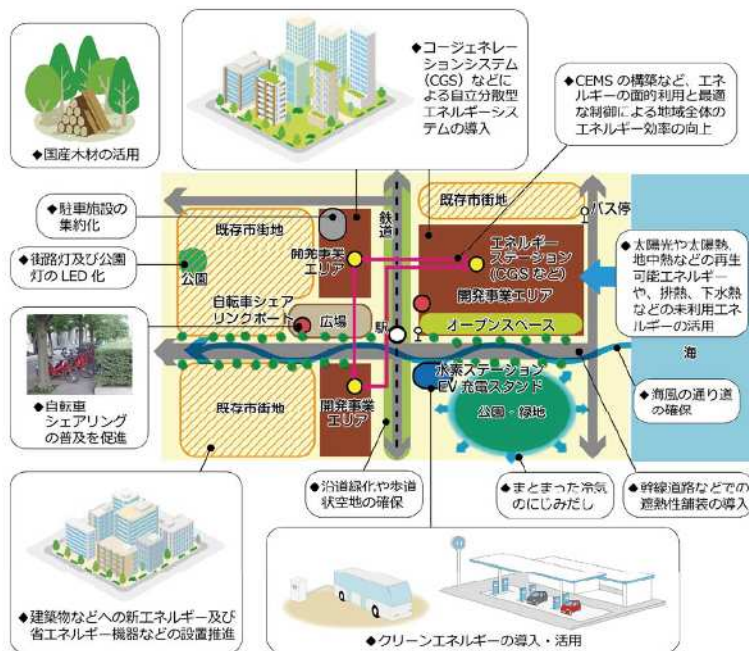 ◆国産木材の活用
◆コージェネレー
ションシステム
(CGS)などに
よる自立分散型
エネルギーシス
テムの導入
◆CEMSの構築など、エネ
ルギーの面的利用と最適
な制御による地域全体の
エネルギー効率の向上
◆駐車施設の
集約化
◆街路灯及び公園
灯のLED化
◆自転車
シェアリング
の普及を促進
既存市街地
公園
開発事業
エリア
自転車シェア
リングポート
広場
鉄道
駅
既存市街地
バス停
エネルギー
ステーション
(CGSなど)
開発事業エリア
オープンスペース
◆太陽光や太陽熱、
地中熱などの再生
可能エネルギー
や、排熱、下水熱
などの未利用エネ
ルギーの活用
海
既存市街地
開発事業
エリア
水素ステーション
EV充電スタンド
公園・緑地
◆海風の通り道
の確保
◆沿道緑化や歩道
状空地の確保
◆まとまった冷気
のにじみだし
◆幹線道路などでの
遮熱性舗装の導入
◆建築物などへの新エネルギー及び
省エネルギー機器などの設置推進
◆クリーンエネルギーの導入・活用